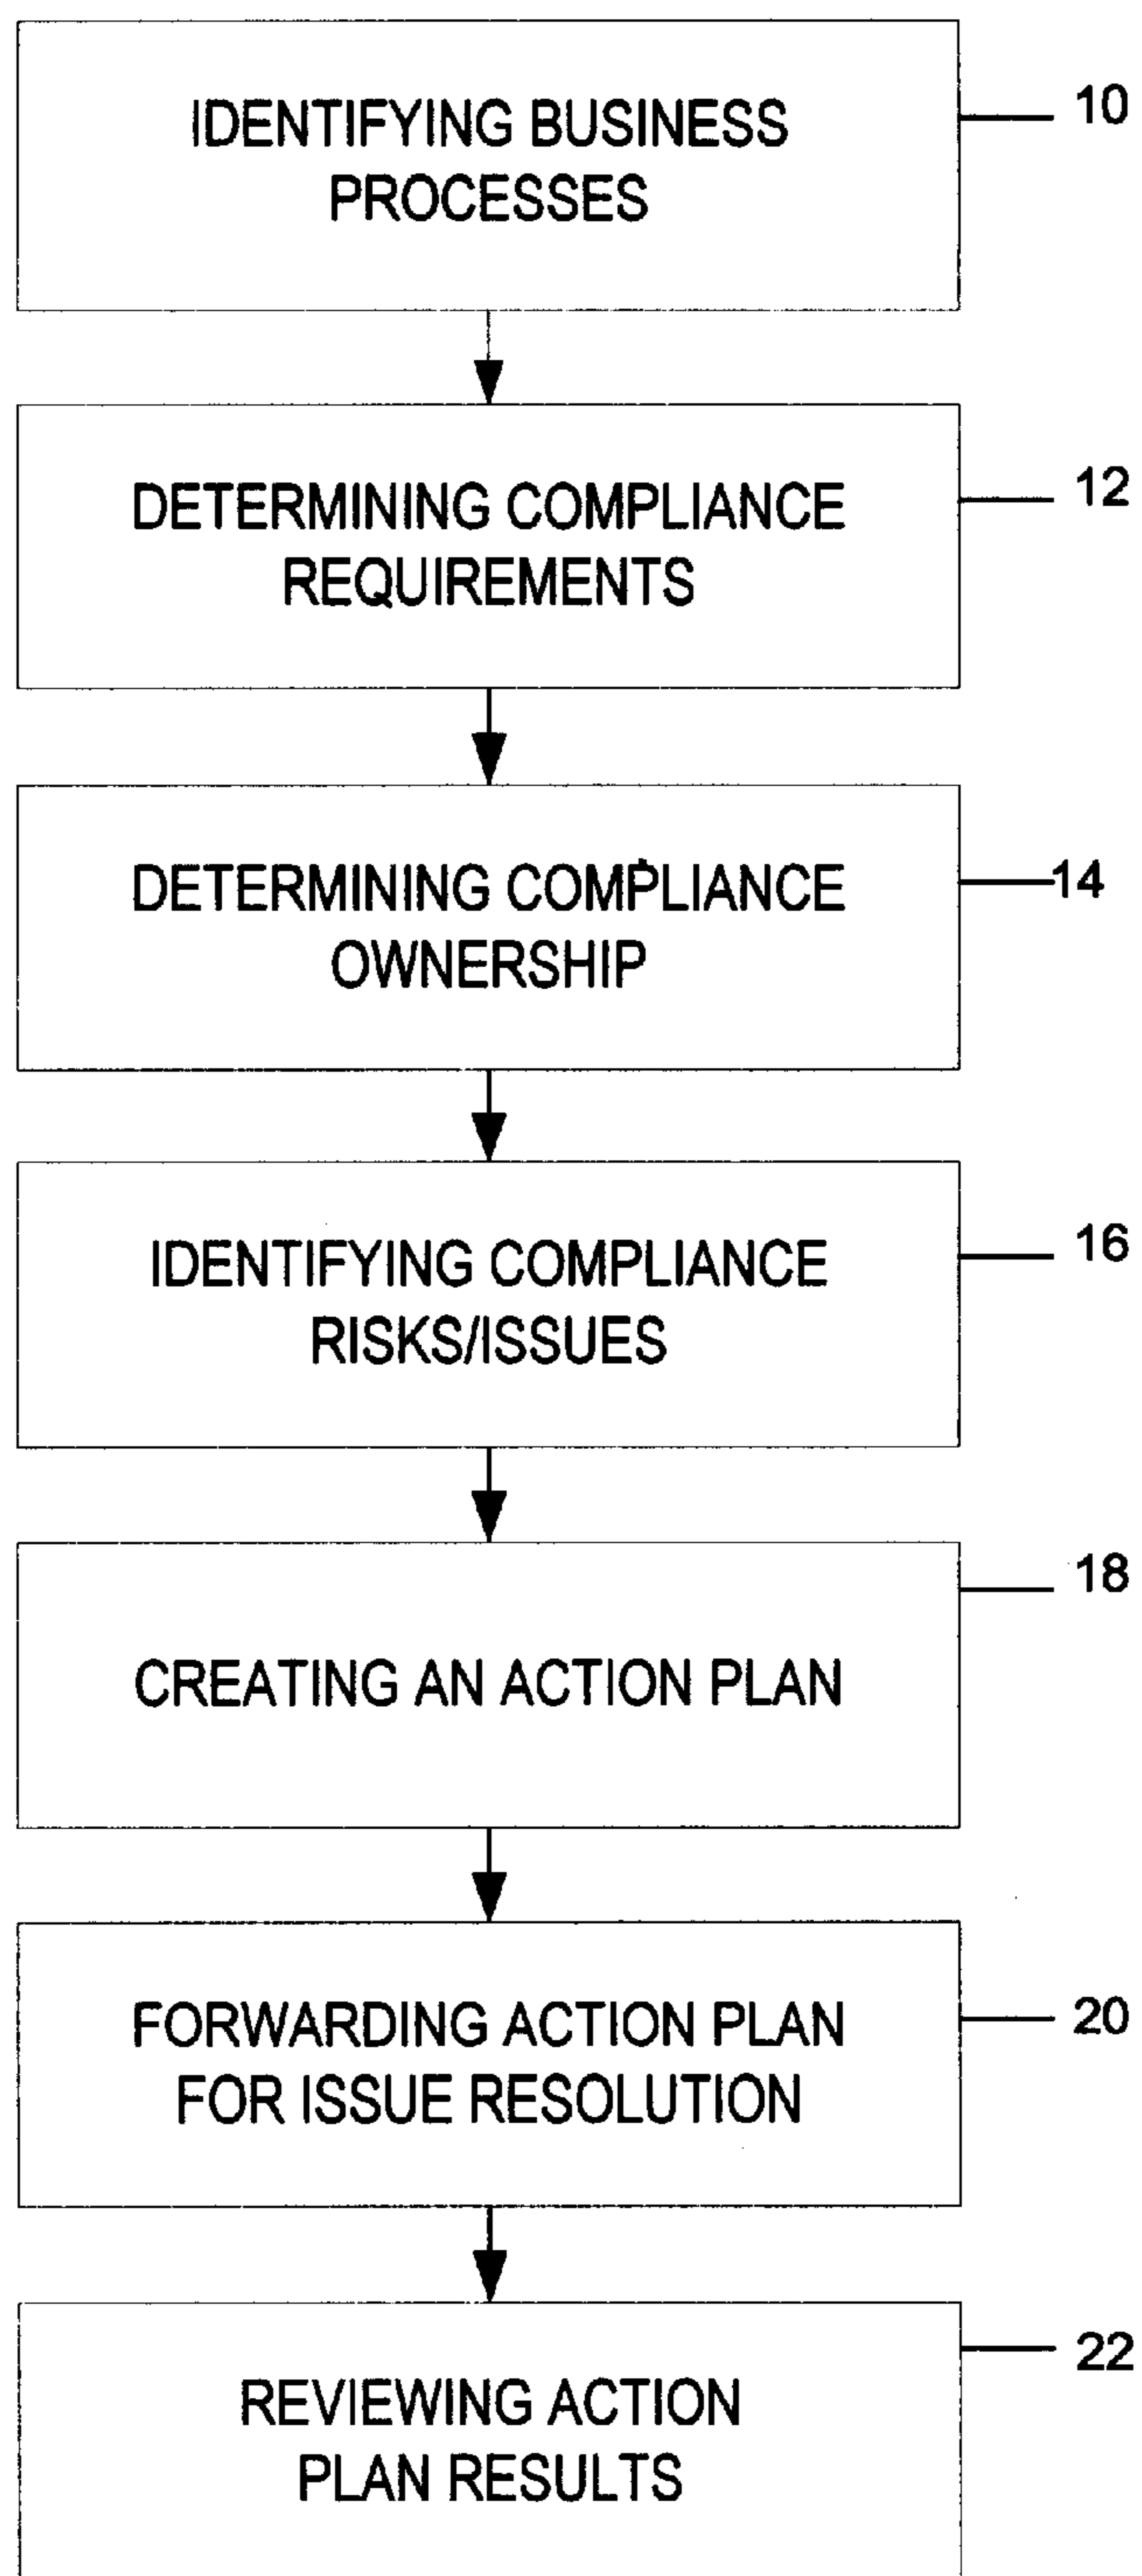 IDENTIFYING BUSINESS
PROCESSES
10
DETERMINING COMPLIANCE
REQUIREMENTS
12
DETERMINING COMPLIANCE
OWNERSHIP
14
IDENTIFYING COMPLIANCE
RISKS/ISSUES
16
CREATING AN ACTION PLAN
18
FORWARDING ACTION PLAN
FOR ISSUE RESOLUTION
20
REVIEWING ACTION
PLAN RESULTS
22